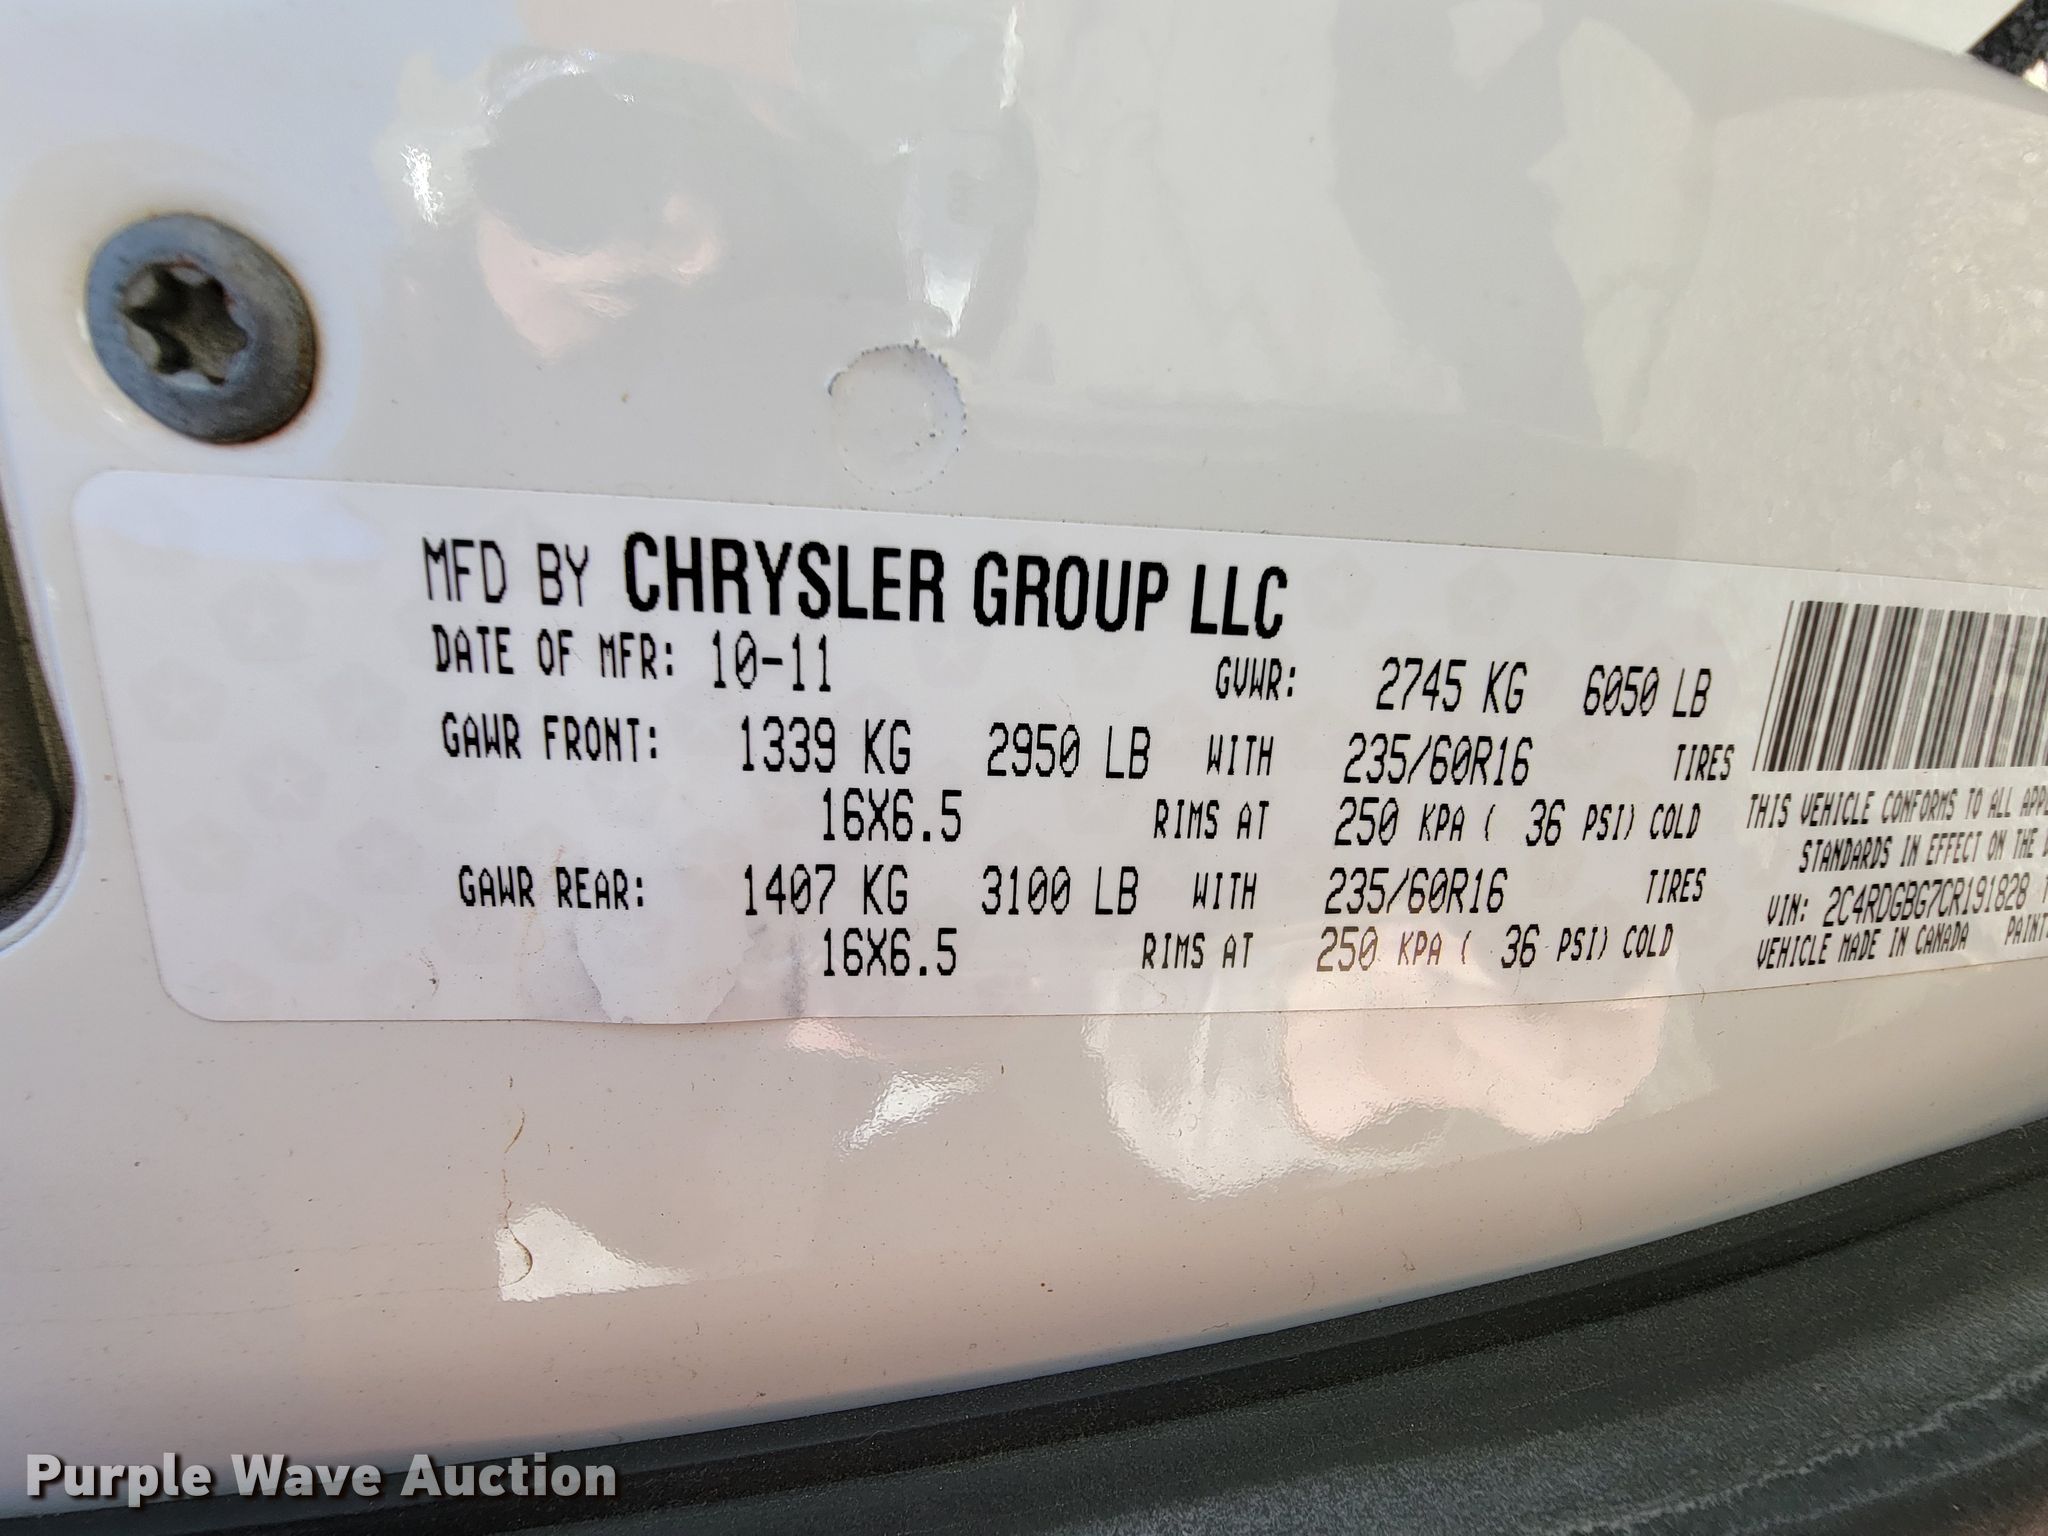 MFD BY CHRYSLER GROUP LLC
DATE OF MFR: 10-11 GVWR: 2745 KG 6050 LB
GAWR FRONT: 1339 KG 2950 LB WITH 235/60R16 TIRES
16X6.5 RIMS AT 250 KPA ( 36 PSI) COLD
GAWR REAR: 1407 KG 3100 LB WITH 235/60R16 TIRES
16X6.5 RIMS AT 250 KPA ( 36 PSI) COLD
THIS VEHICLE CONFORMS TO ALL
STANDARDS IN EFFECT ON THE
VIN: 2C4RDGBG7CR191828
VEHICLE MADE IN CANADA PAINT
Purple Wave Auction